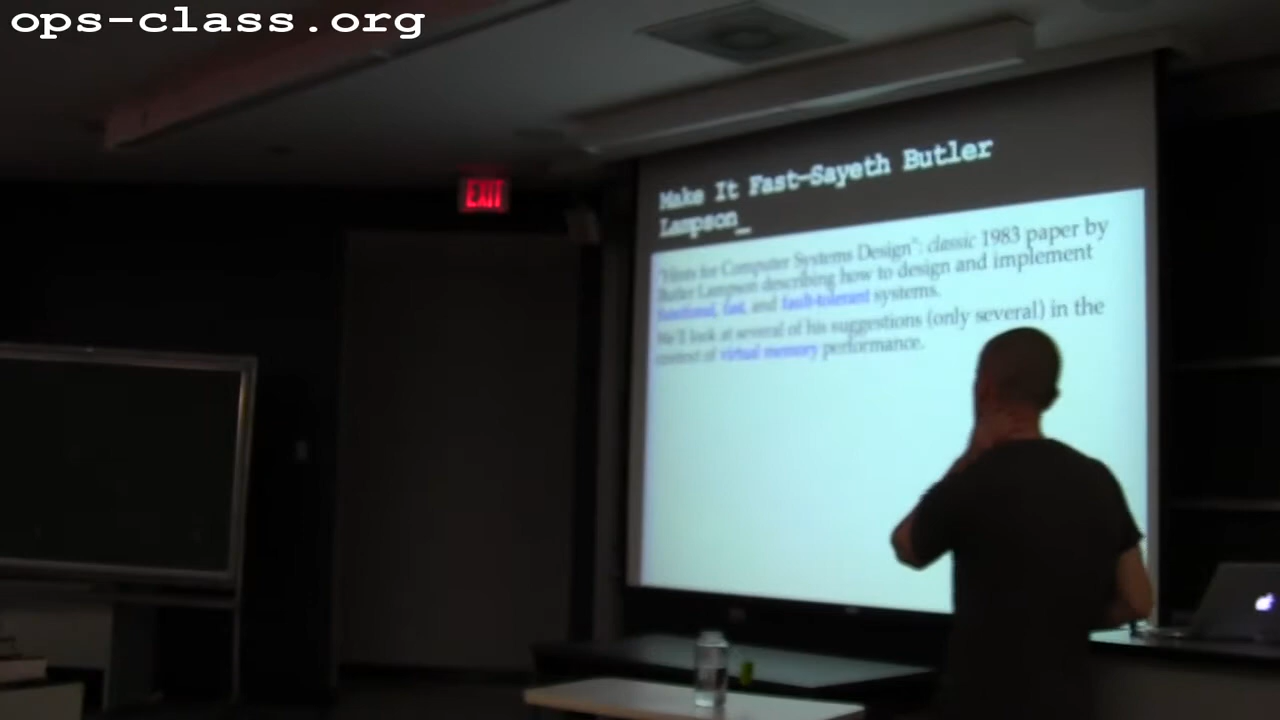 ops-class.org
EXIT
Make It Fast—Sayeth Butler
Lampson_
"Hints for Computer Systems Design": classic 1983 paper by
Butler Lampson describing how to design and implement
functional, fast, and fault-tolerant systems.
We'll look at several of his suggestions (only several) in the
context of virtual memory performance.